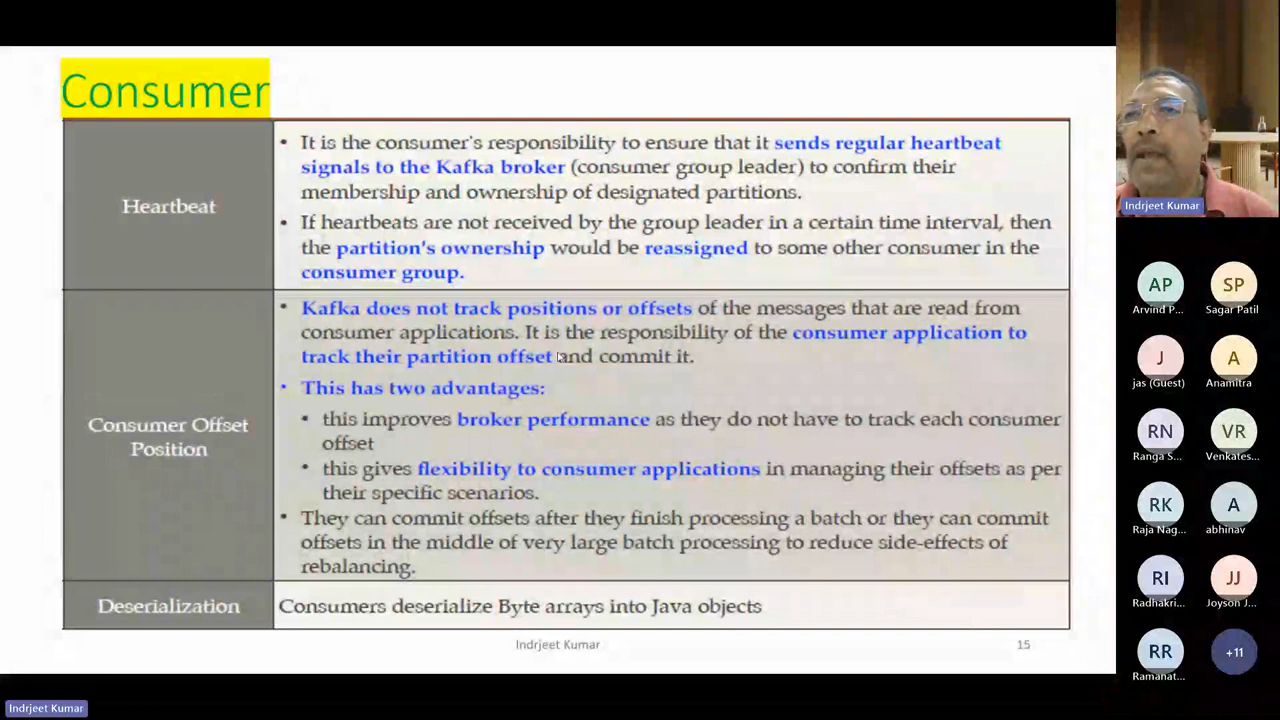 Consumer
Heartbeat
• It is the consumer's responsibility to ensure that it sends regular heartbeat
signals to the Kafka broker (consumer group leader) to confirm their
membership and ownership of designated partitions.
• If heartbeats are not received by the group leader in a certain time interval, then
the partition's ownership would be reassigned to some other consumer in the
consumer group.
Consumer Offset
Position
• Kafka does not track positions or offsets of the messages that are read from
consumer applications. It is the responsibility of the consumer application to
track their partition offset and commit it.
• This has two advantages:
• this improves broker performance as they do not have to track each consumer
offset
• this gives flexibility to consumer applications in managing their offsets as per
their specific scenarios.
• They can commit offsets after they finish processing a batch or they can commit
offsets in the middle of very large batch processing to reduce side-effects of
rebalancing.
Deserialization
Consumers deserialize Byte arrays into Java objects
Indrjeet Kumar
15
Indrjeet Kumar
AP
SP
Arvind P...
Sagar Patil
J
A
jas (Guest)
Anamitra
RN
VR
Ranga S...
Venkates...
RK
A
Raja Nag...
abhinav
RI
JJ
Radhakri...
Joyson J...
RR
+11
Ramanat...
Indrjeet Kumar